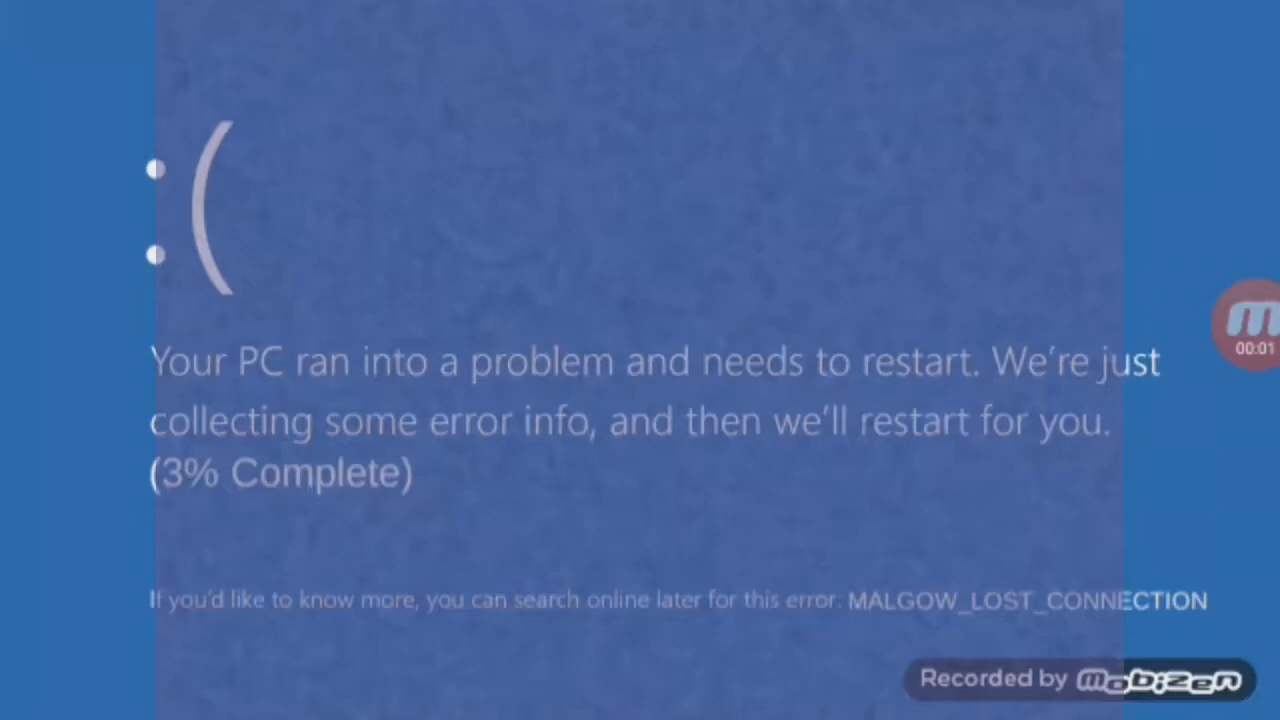 :(
Your PC ran into a problem and needs to restart. We’re just
collecting some error info, and then we’ll restart for you.
(3% Complete)
00:01
If you’d like to know more, you can search online later for this error: MALGOW_LOST_CONNECTION
Recorded by mobizen